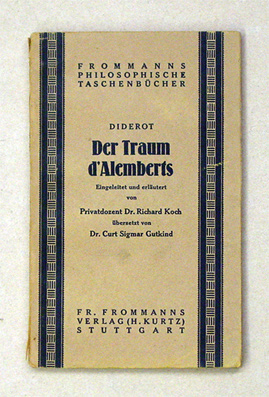 FROMMANNS
PHILOSOPHISCHE
TASCHENBÜCHER
DIDEROT
Der Traum
d'Alemberts
Eingeleitet und erläutert
von
Privatdozent Dr. Richard Koch
übersetzt von
Dr. Curt Sigmar Gutkind
FR. FROMMANNS
VERLAG (H. KURTZ)
STUTTGART